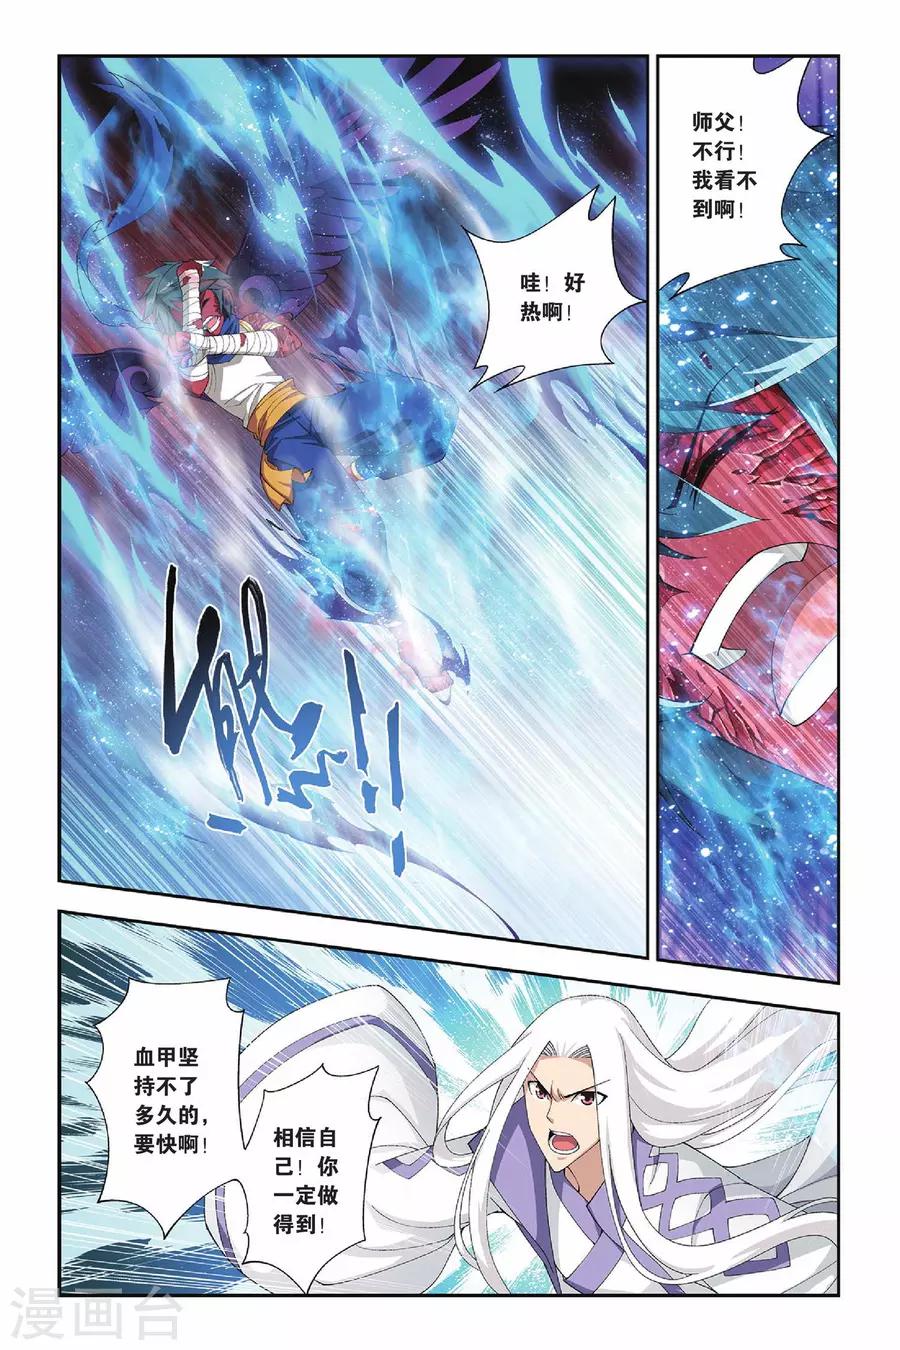 哇！好
热啊！
师父！
不行！
我看不
到啊！
血甲坚
持不了
多久的，
要快啊！
相信自
己！你
一定做
得到！
漫画台